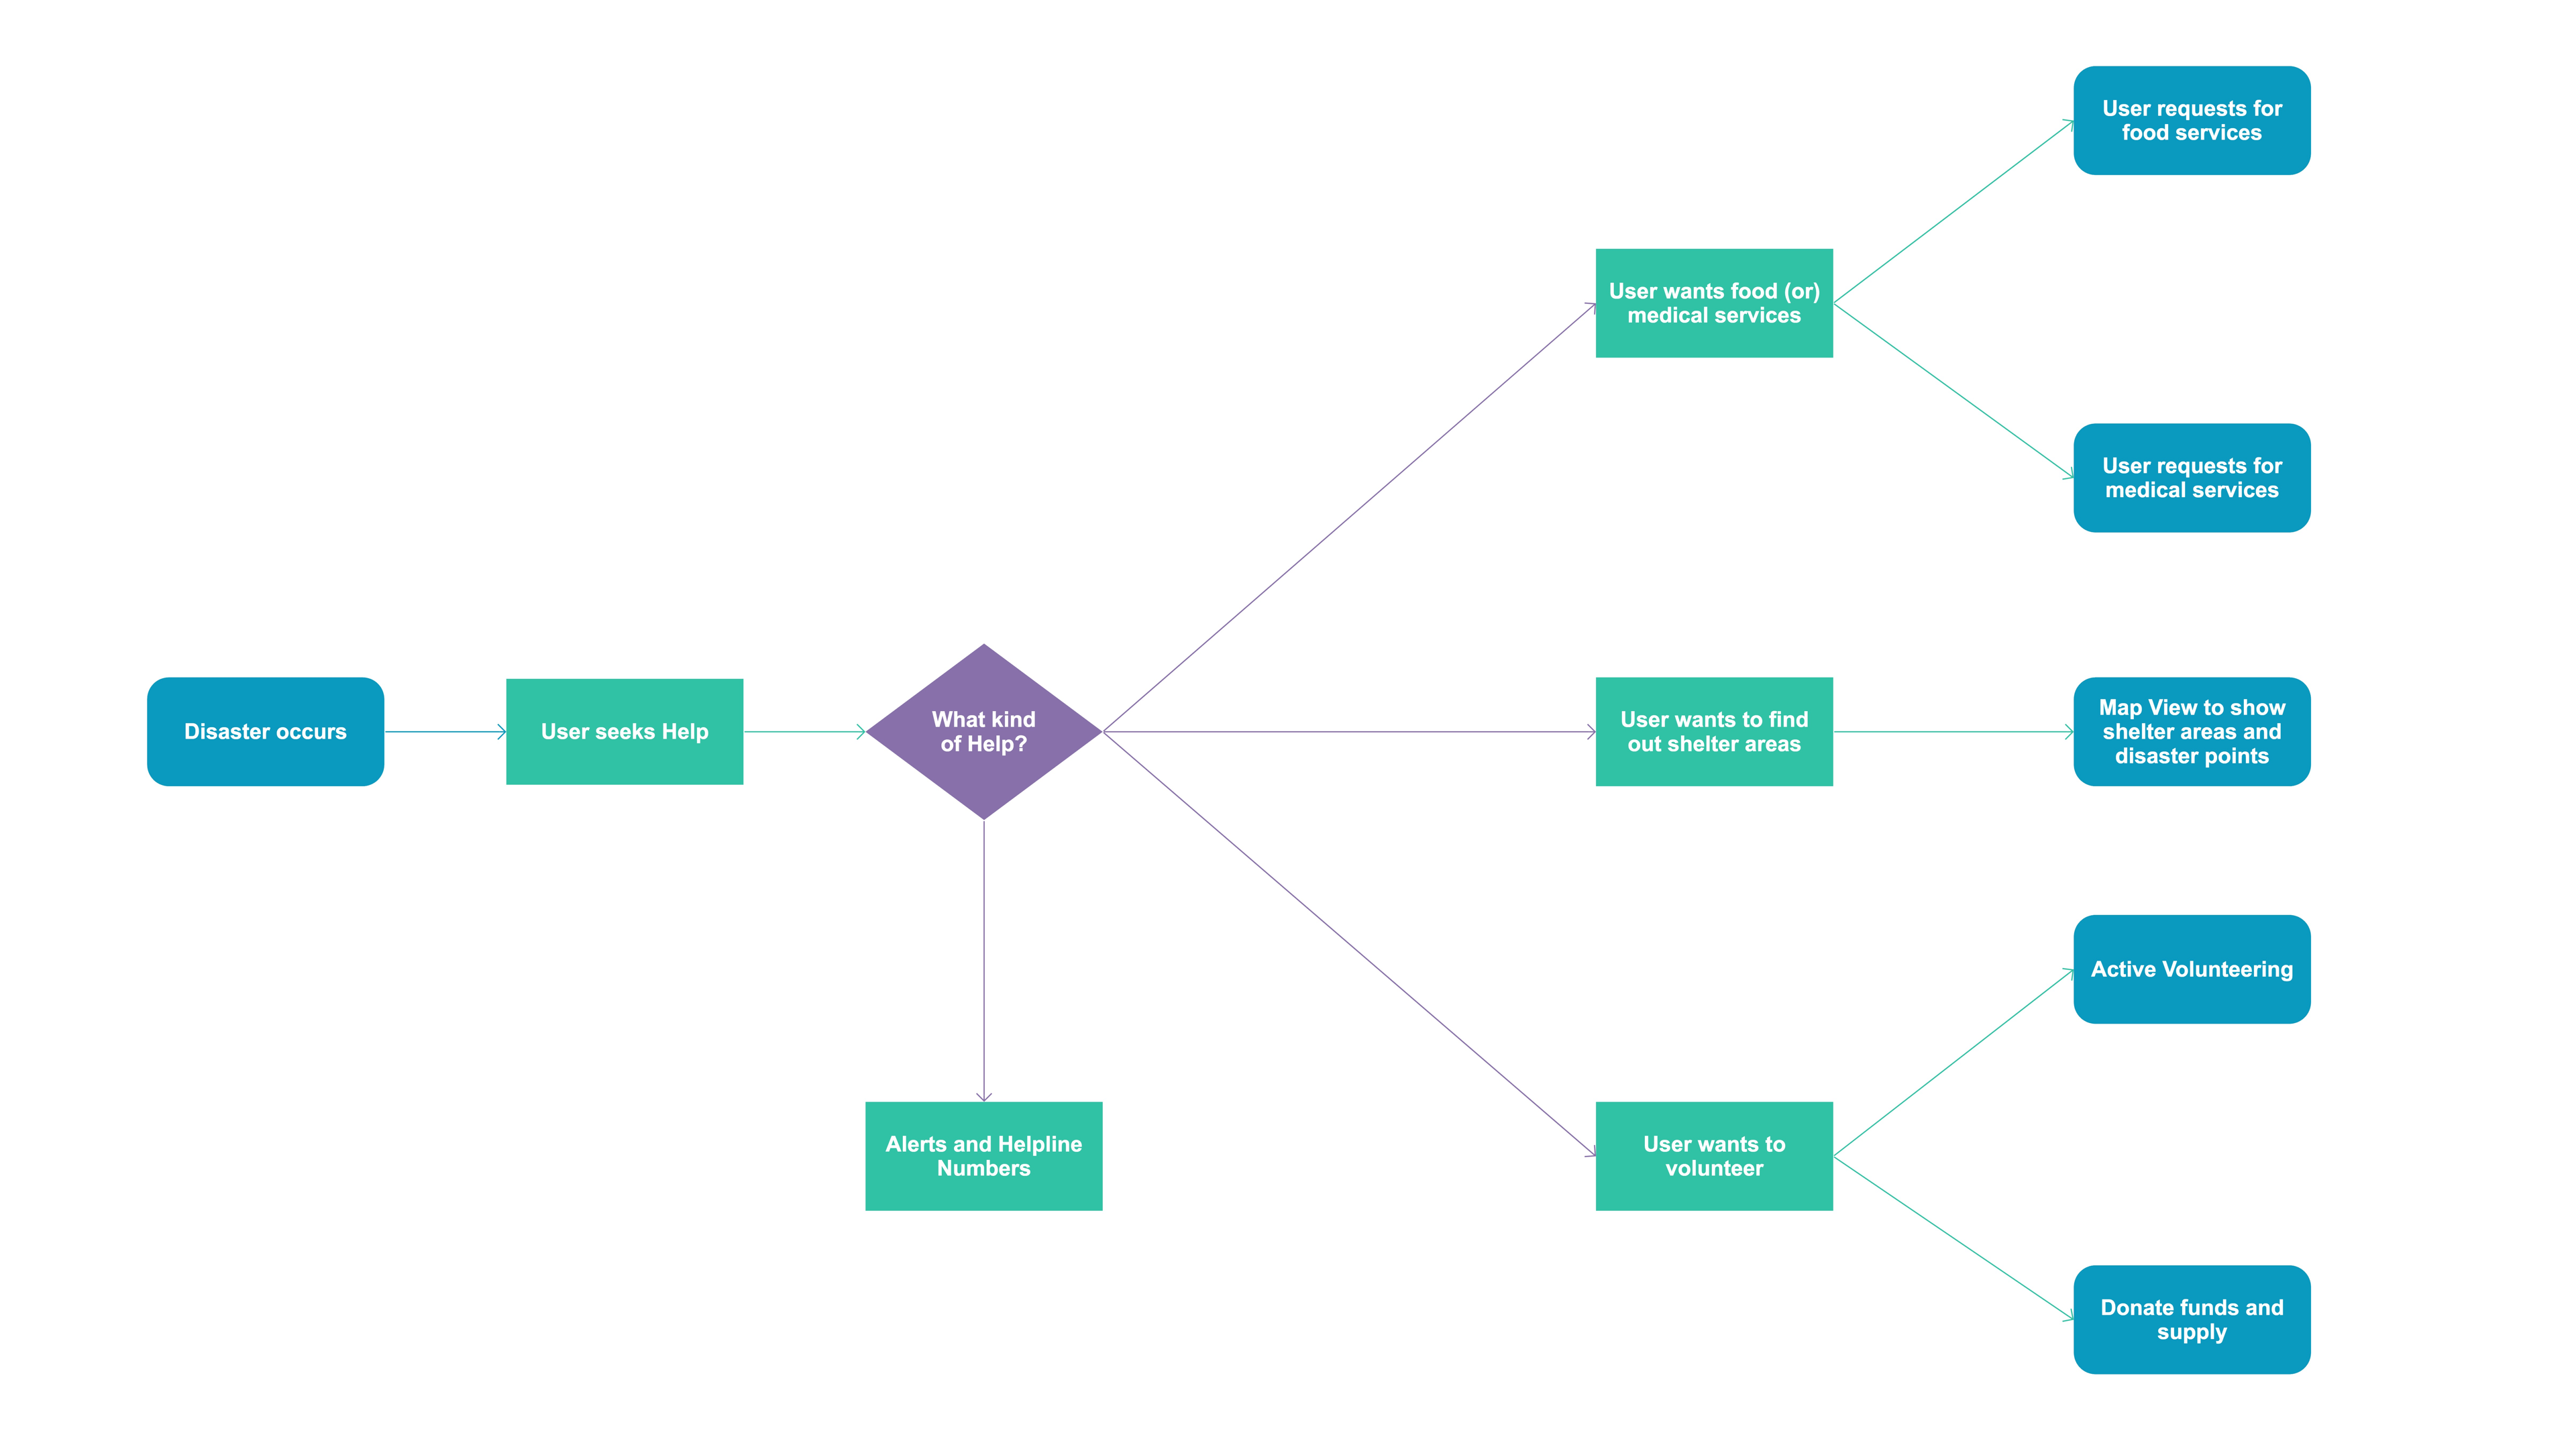 User requests for
food services
User wants food (or)
medical services
User requests for
medical services
Disaster occurs
User seeks Help
What kind
of Help?
User wants to find
out shelter areas
Map View to show
shelter areas and
disaster points
Active Volunteering
Alerts and Helpline
Numbers
User wants to
volunteer
Donate funds and
supply